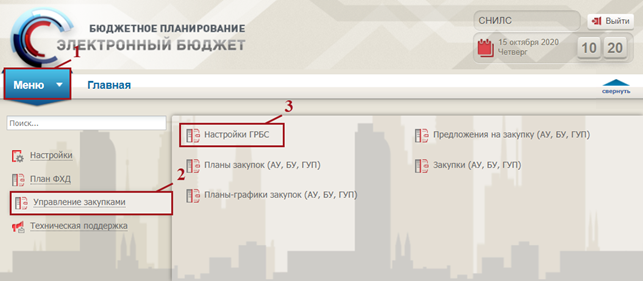 БЮДЖЕТНОЕ ПЛАНИРОВАНИЕ
ЭЛЕКТРОННЫЙ БЮДЖЕТ
СНИЛС
Выйти
15 октября 2020
Четверг
10 20
1
Меню
Главная
свернуть
3
Поиск...
Настройки ГРБС
Предложения на закупку (АУ, БУ, ГУП)
Настройки
Планы закупок (АУ, БУ, ГУП)
Закупки (АУ, БУ, ГУП)
План ФХД
2
Управление закупками
Планы-графики закупок (АУ, БУ, ГУП)
Техническая поддержка